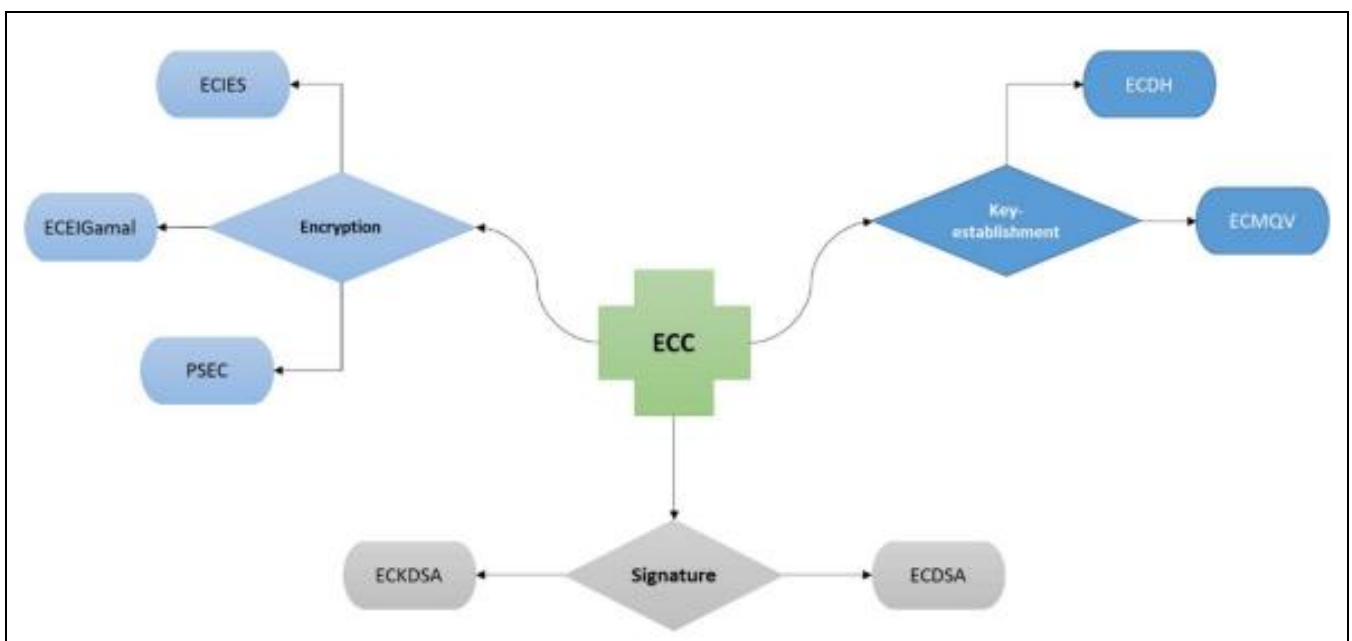 ECIES
ECDH
ECEIGamal
Encryption
Key-
establishment
ECMQV
ECC
PSEC
ECKDSA
Signature
ECDSA